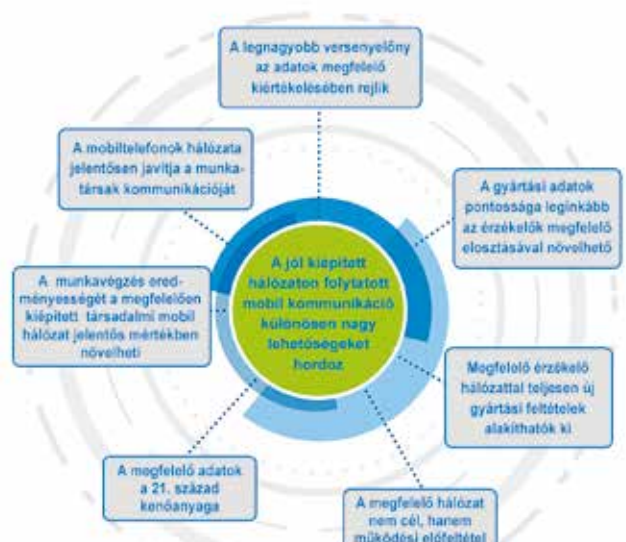 A legnagyobb versenyelőny
az adatok megfelelő
kiértékelésében rejlik
A mobiltelefonok hálózata
jelentősen javítja a munka-
társak kommunikációját
A gyártási adatok
pontossága leginkább
az érzékelők megfelelő
elosztásával növelhető
A jól kiépített
hálózaton folytatott
mobil kommunikáció
különösen nagy
lehetőségeket
hordoz
A munkavégzés ered-
ményességét a megfelelően
kiépített társadalmi mobil
hálózat jelentős mértékben
növelheti
Megfelelő érzékelő
hálózattal teljesen új
gyártási feltételek
alakíthatók ki
A megfelelő adatok
a 21. század
kenőanyaga
A megfelelő hálózat
nem cél, hanem
működési előfeltétel